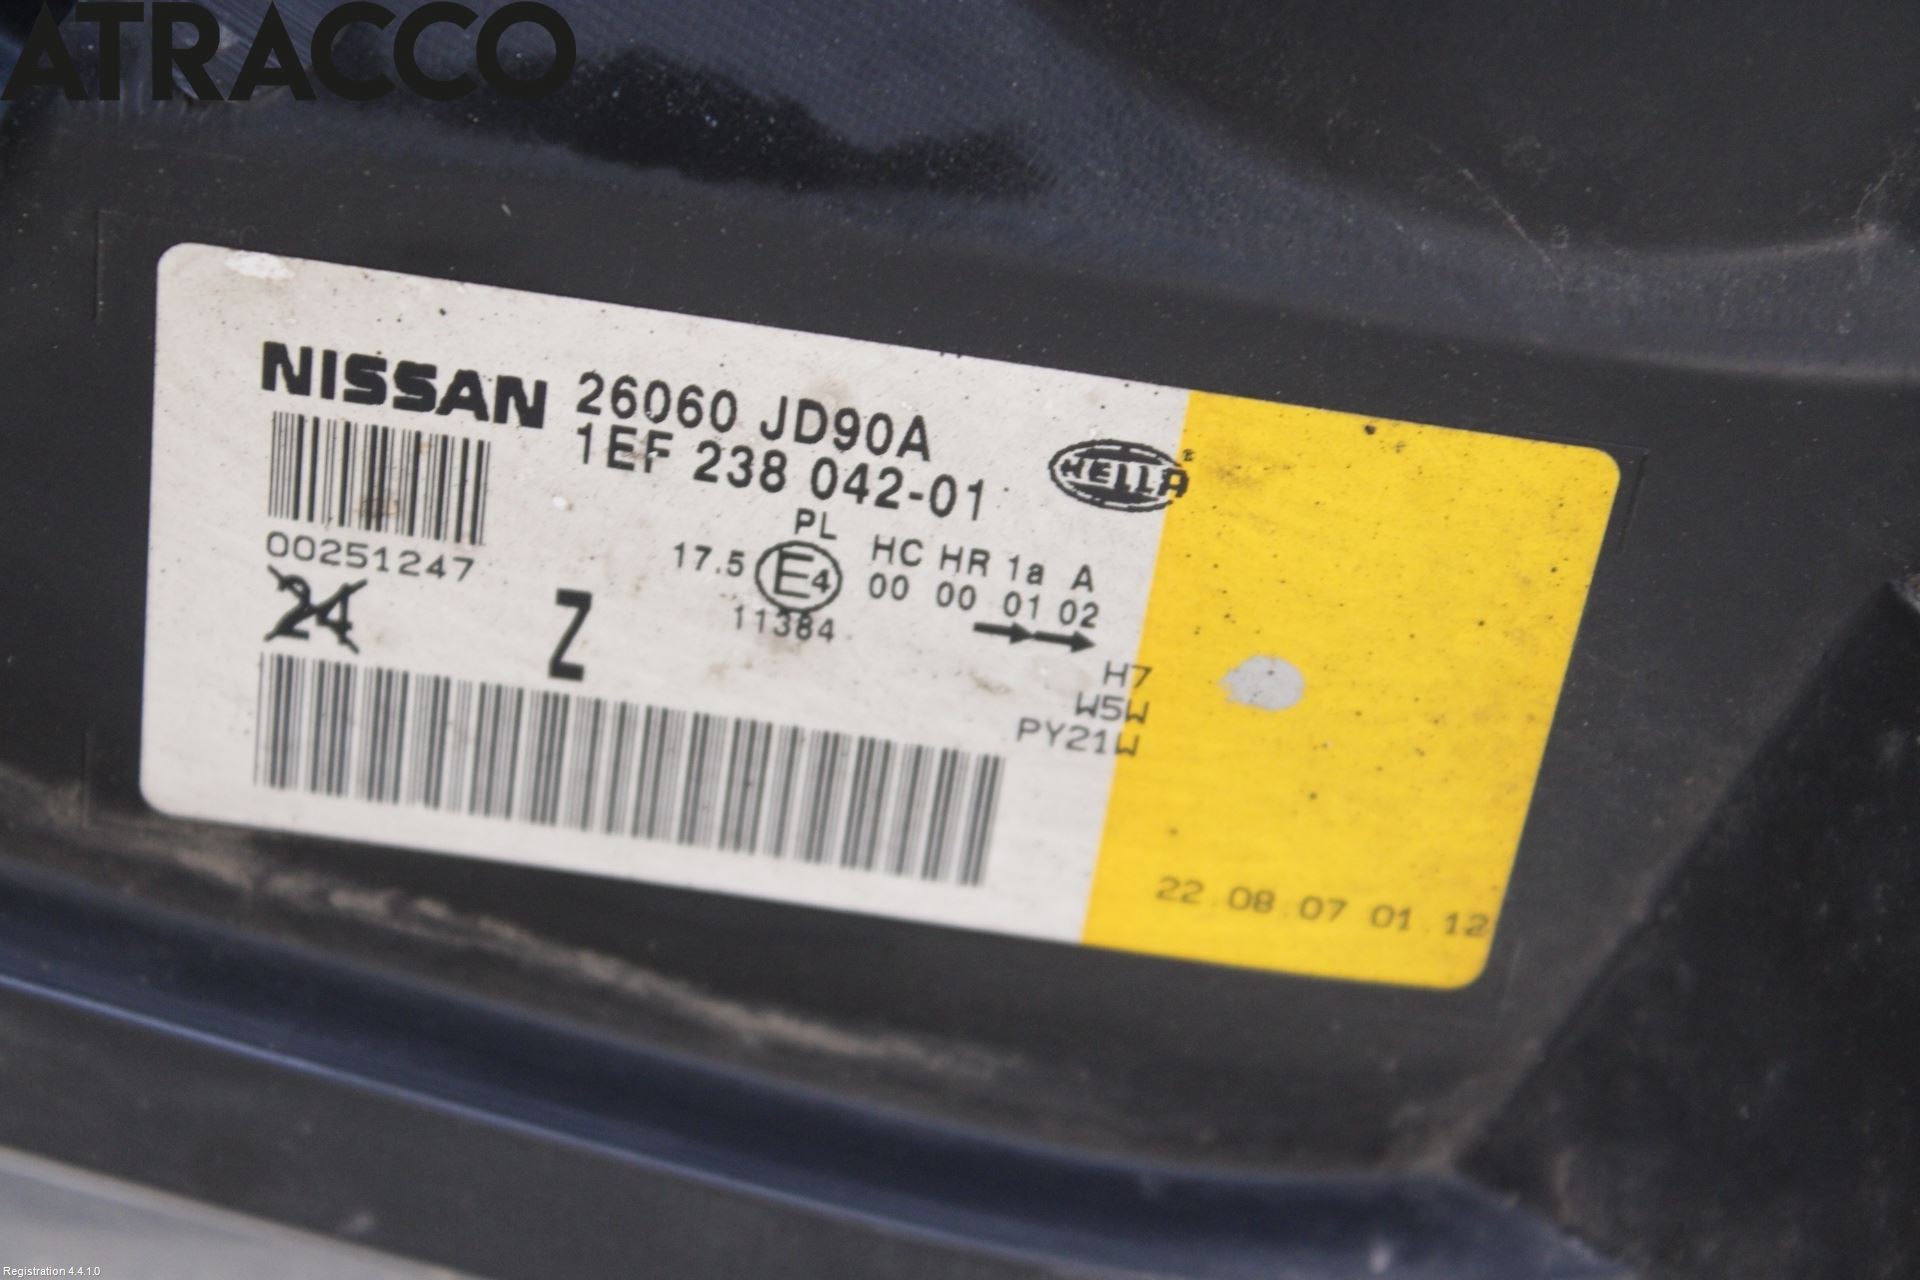 ATRACCO
NISSAN 26060 JD90A
1EF 238 042-01
HELLA®
00251247
PL HC HR 1a A
17.5 E4 00 00 01 02
11384
24 Z
H7
W5W
PY21W
22 08 07 01 12
Registration 4.4.1.0